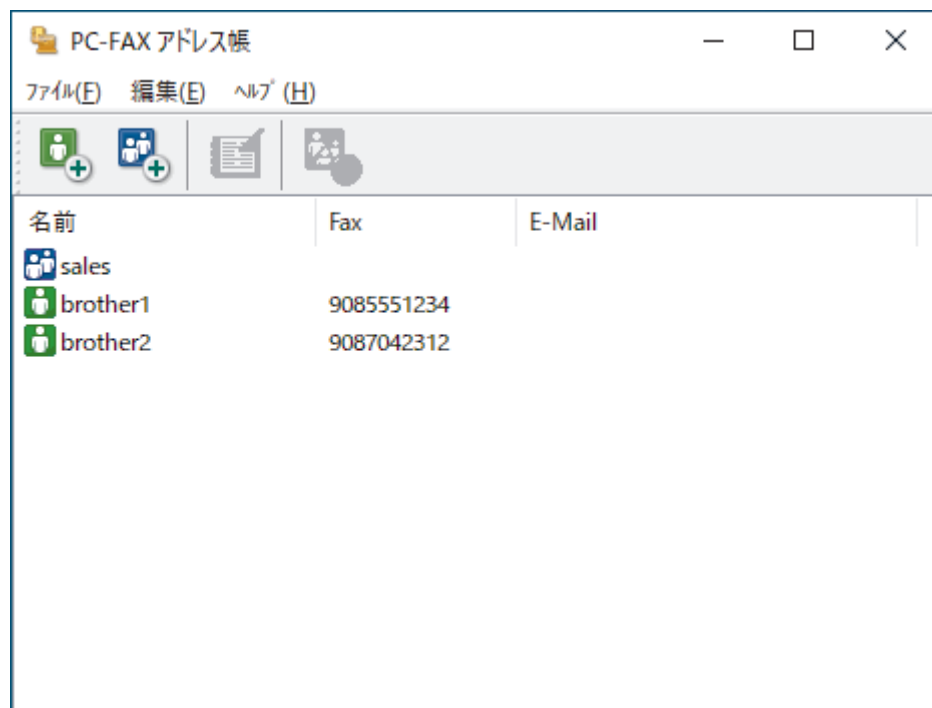 PC-FAX アドレス帳
ﾌｧｲﾙ(F) 編集(E) ﾙﾌﾟ(H)
名前 Fax E-Mail
sales
brother1 9085551234
brother2 9087042312